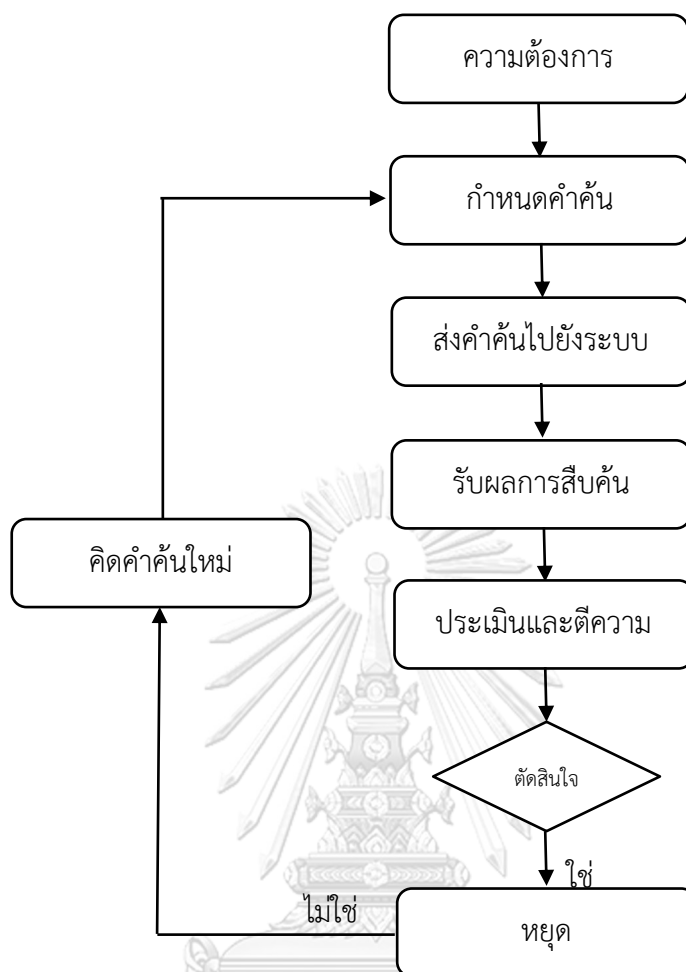 ความต้องการ
กำหนดคำค้น
ส่งคำค้นไปยังระบบ
รับผลการสืบค้น
คิดคำค้นใหม่
ประเมินและตีความ
ตัดสินใจ
ใช่
ไม่ใช่
หยุด